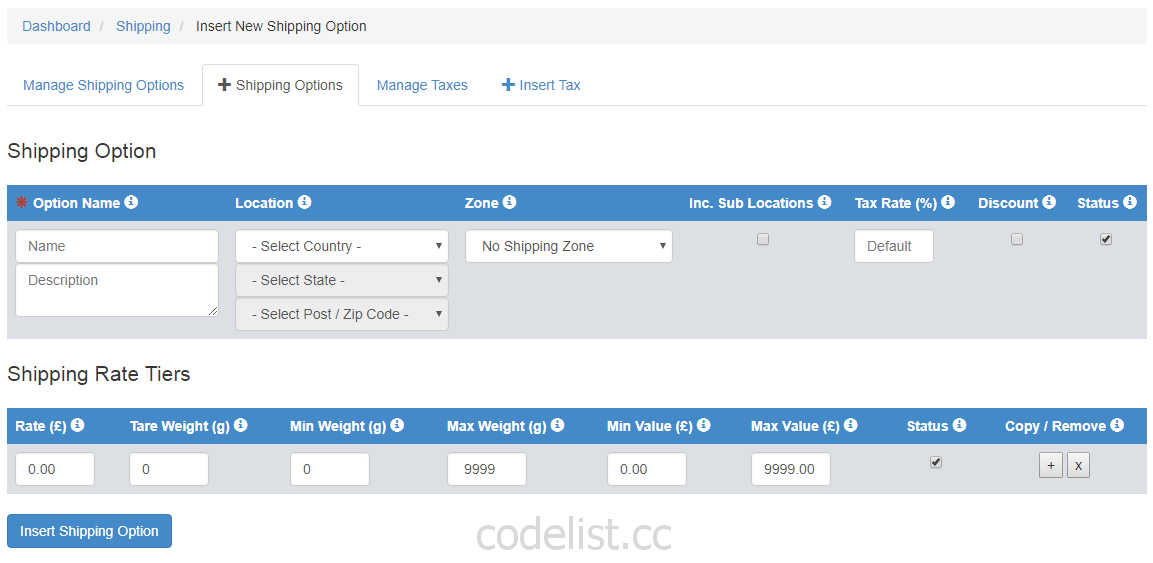 Dashboard / Shipping / Insert New Shipping Option
Manage Shipping Options + Shipping Options Manage Taxes + Insert Tax
Shipping Option
* Option Name Location Zone Inc. Sub Locations Tax Rate (%) Discount Status
Name - Select Country - No Shipping Zone Default
Description - Select State -
- Select Post / Zip Code -
Shipping Rate Tiers
Rate (£) Tare Weight (g) Min Weight (g) Max Weight (g) Min Value (£) Max Value (£) Status Copy / Remove
0.00 0 0 9999 0.00 9999.00 + x
Insert Shipping Option
codelist.cc